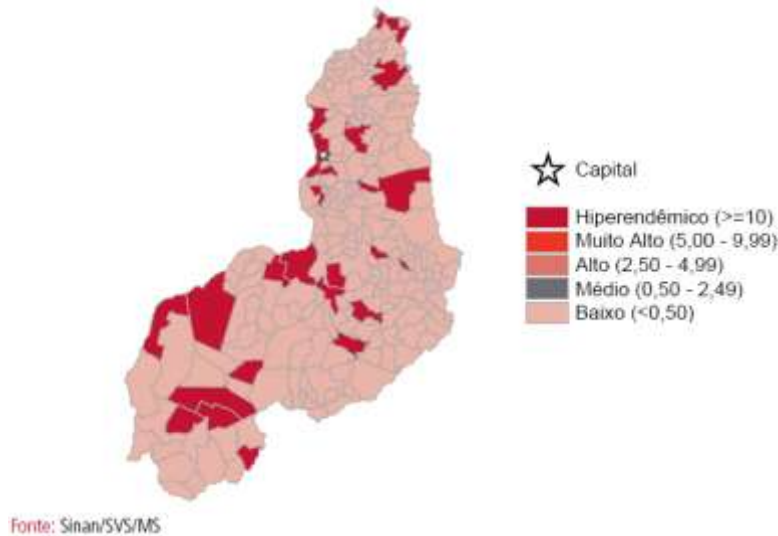 Capital
Hiperendêmico (>=10)
Muito Alto (5,00 - 9,99)
Alto (2,50 - 4,99)
Médio (0,50 - 2,49)
Baixo (<0,50)
Fonte: Sinan/SVS/MS